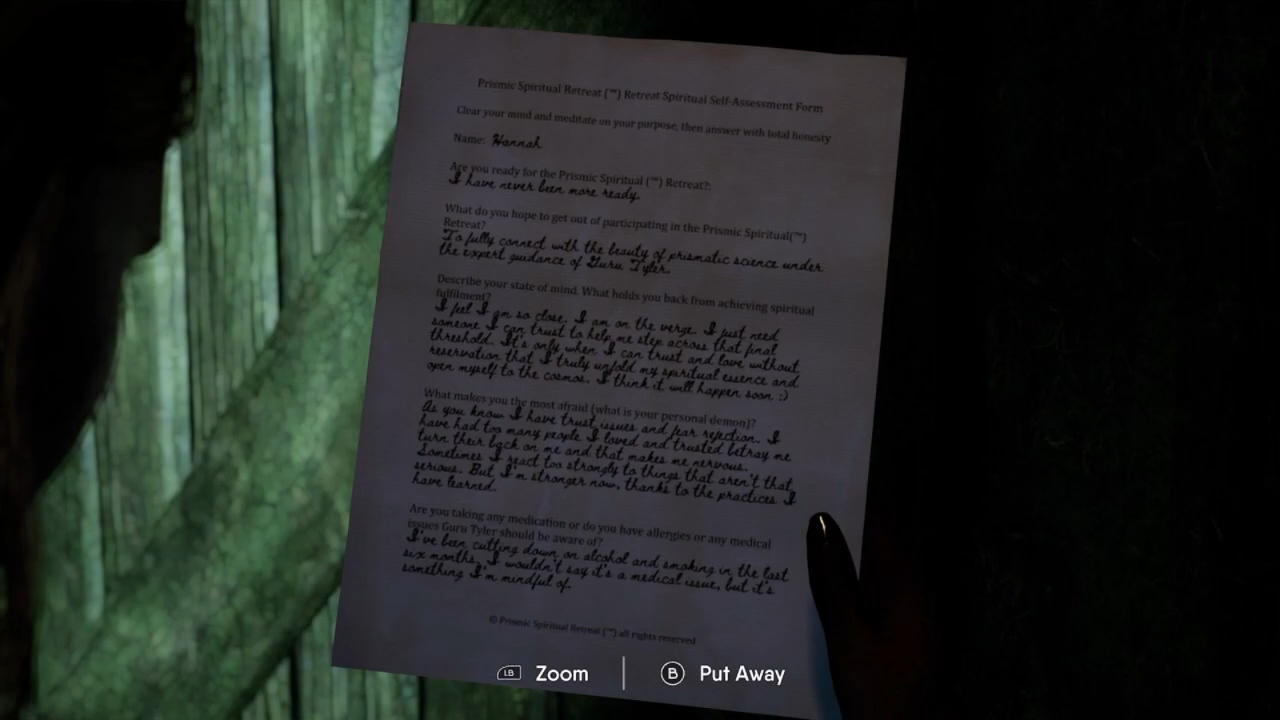 Prismic Spiritual Retreat (™) Retreat Spiritual Self-Assessment Form
Clear your mind and meditate on your purpose, then answer with total honesty
Name: Hannah
Are you ready for the Prismic Spiritual (™) Retreat?:
I have never been more ready.
What do you hope to get out of participating in the Prismic Spiritual(™)
Retreat?
To fully connect with the beauty of prismatic science under
the expert guidance of Guru Tyler.
Describe your state of mind. What holds you back from achieving spiritual
fulfilment?
I feel I am so close. I am on the verge. I just need
someone I can trust to help me step across that final
threshold. It's only when I can trust and love without
reservation that I truly unfold my spiritual essence and
open myself to the cosmos. I think it will happen soon :)
What makes you the most afraid (what is your personal demon)?
As you know I have trust issues and fear rejection. I
have had too many people I loved and trusted betray me
turn their back on me and that makes me nervous.
Sometimes I react too strongly to things that aren't that
serious. But I'm stronger now, thanks to the practices I
have learned.
Are you taking any medication or do you have allergies or any medical
issues Guru Tyler should be aware of?
I've been cutting down on alcohol and smoking in the last
six months. I wouldn't say it's a medical issue, but it's
something I'm mindful of.
© Prismic Spiritual Retreat (™) all rights reserved
LB Zoom | B Put Away